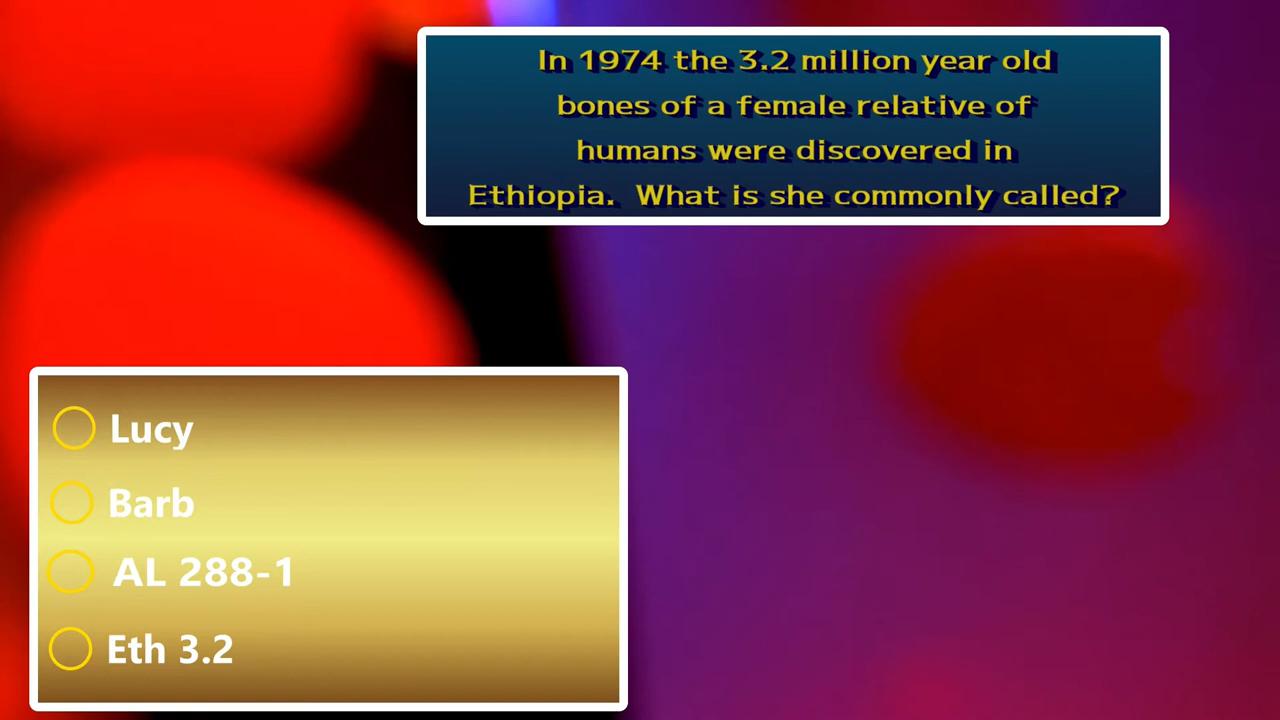 In 1974 the 3.2 million year old
bones of a female relative of
humans were discovered in
Ethiopia.  What is she commonly called?
Lucy
Barb
AL 288-1
Eth 3.2